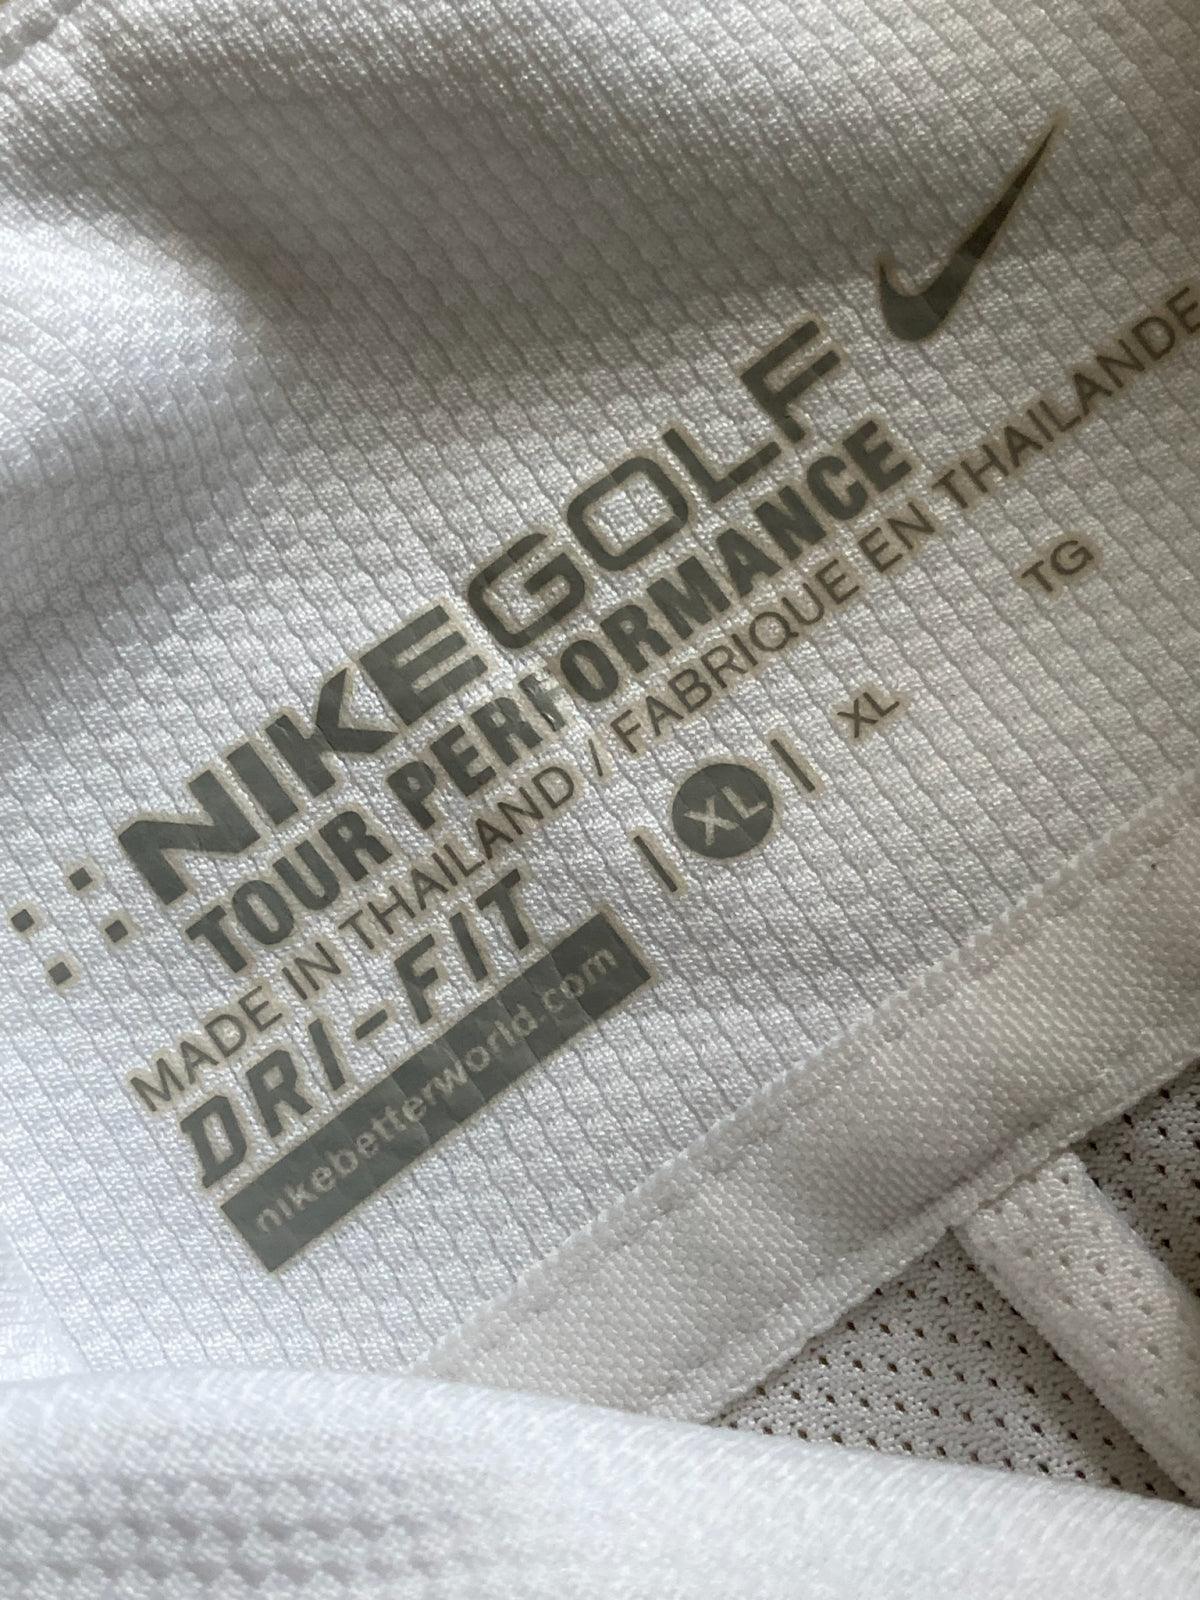 NIKEGOLF
TOUR PERFORMANCE
MADE IN THAILAND / FABRIQUE EN THAILANDE
DRI-FIT | XL | XL TG
nikebetterworld.com